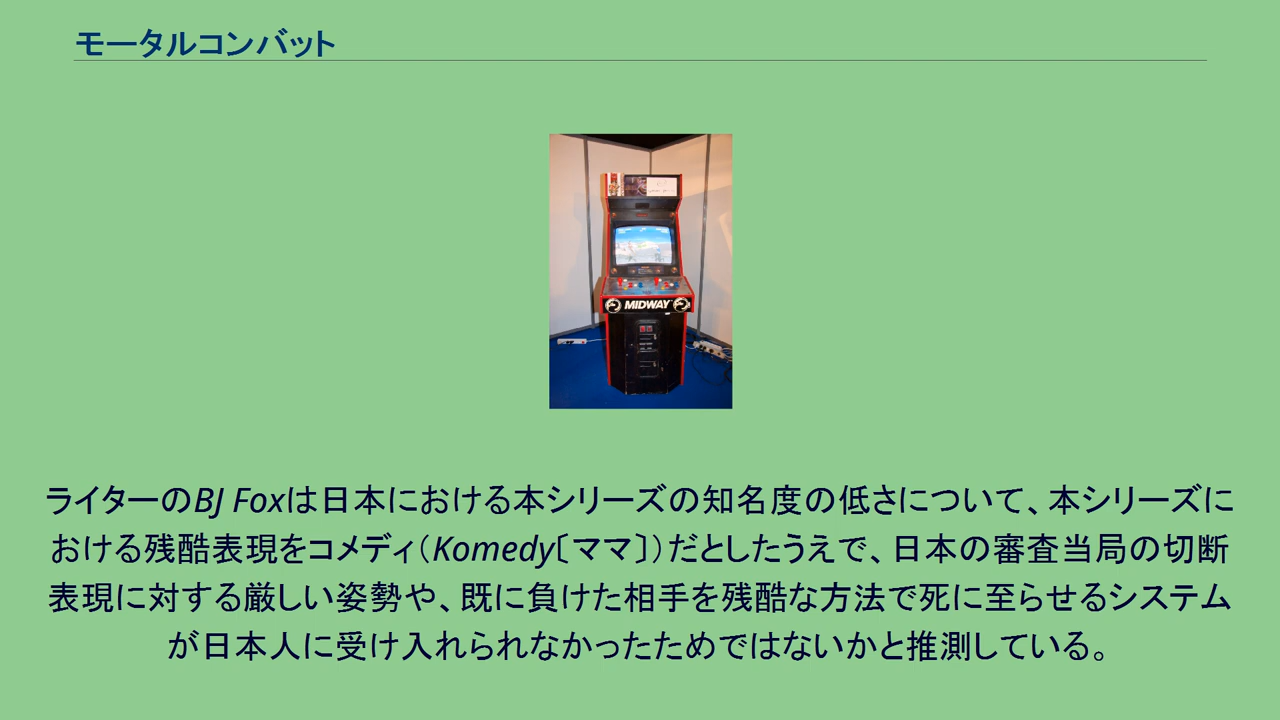 モータルコンバット
MIDWAY
ライターのBJ Foxは日本における本シリーズの知名度の低さについて、本シリーズに
おける残酷表現をコメディ（Komedy〔ママ〕）だとしたうえで、日本の審査当局の切断
表現に対する厳しい姿勢や、既に負けた相手を残酷な方法で死に至らせるシステム
が日本人に受け入れられなかったためではないかと推測している。